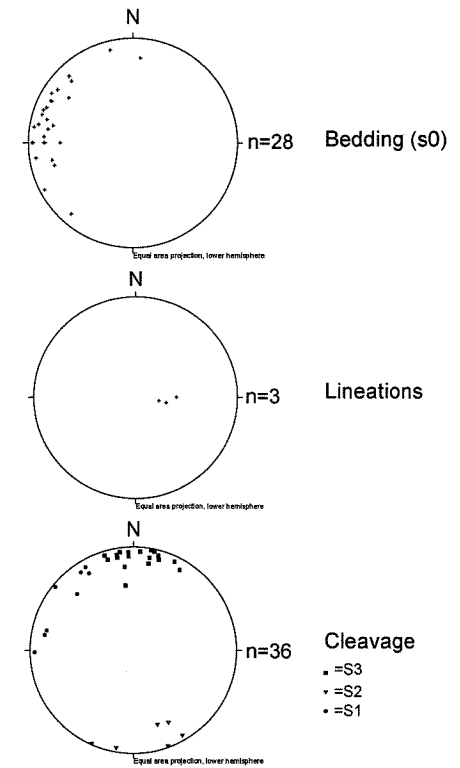 N
n=28 Bedding (s0)
Equal area projection, lower hemisphere
N
n=3 Lineations
Equal area projection, lower hemisphere
N
n=36 Cleavage
=S3
=S2
=S1
Equal area projection, lower hemisphere